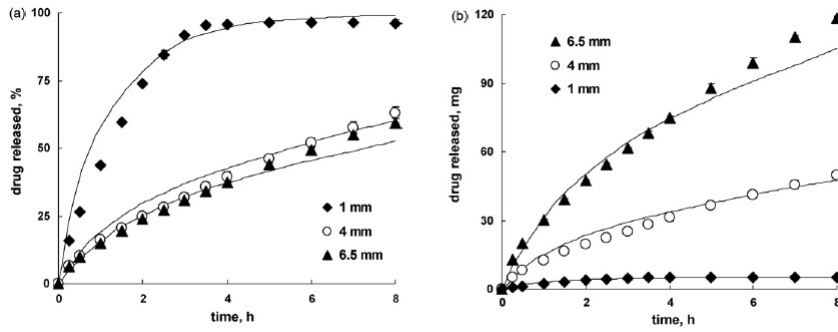 (a)
100
75
50
25
0
drug released, %
0 2 4 6 8
time, h
1 mm
4 mm
6.5 mm
(b)
120
90
60
30
0
drug released, mg
0 2 4 6 8
time, h
6.5 mm
4 mm
1 mm